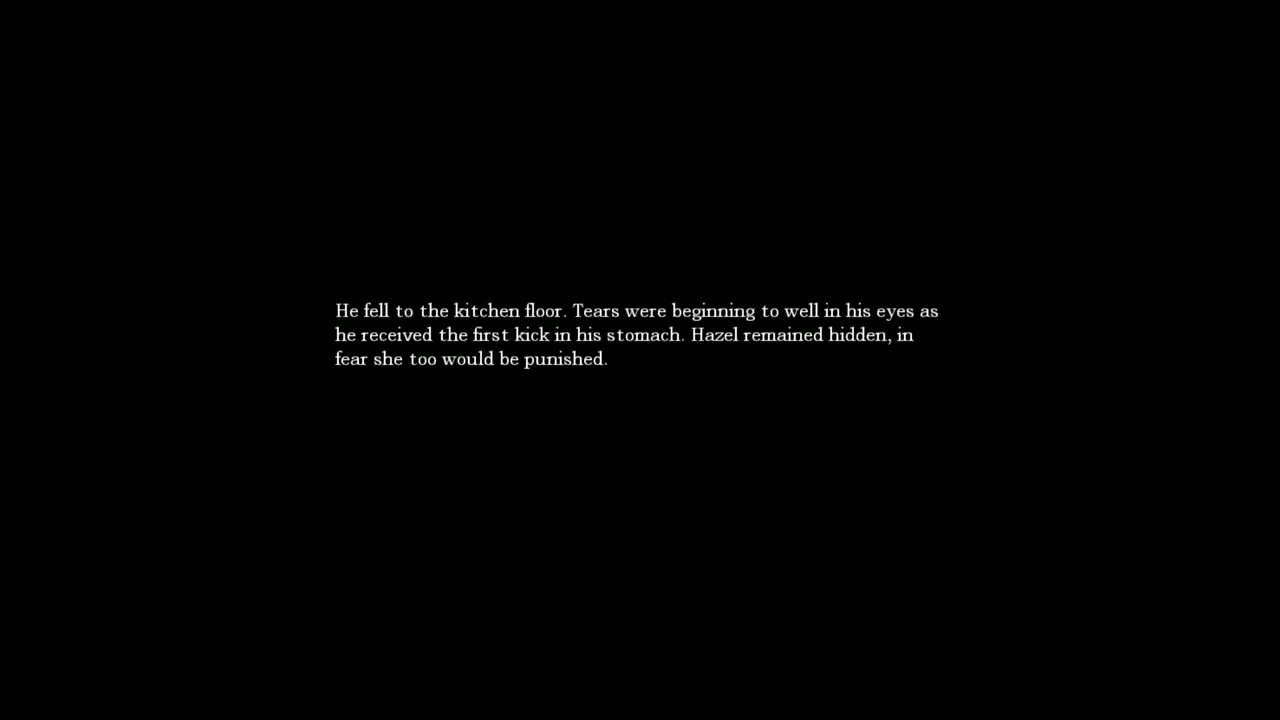 He fell to the kitchen floor. Tears were beginning to well in his eyes as
he received the first kick in his stomach. Hazel remained hidden, in
fear she too would be punished.